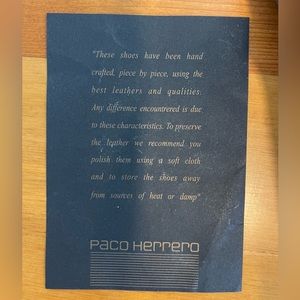 "These shoes have been hand
crafted, piece by piece, using the
best leathers and qualities.
Any difference encountrered is due
to these characteristics. To preserve
the leather we recommend you
polish them using a soft cloth
and to store the shoes away
from sources of heat or damp"
PACO HERRERO